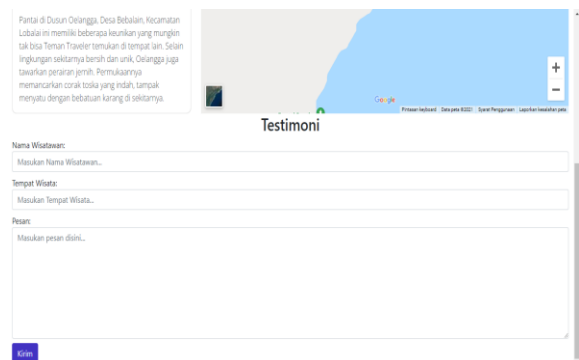 Pantai di Dusun Oelangga, Desa Bebalain, Kecamatan
Lobalai ini memiliki beberapa keunikan yang mungkin
tak bisa Teman Traveler temukan di tempat lain. Selain
lingkungan sekitarnya bersih dan unik, Oelangga juga
tawarkan perairan jernih. Permukaannya
memancarkan corak toska yang indah, tampak
menyatu dengan bebatuan karang di sekitarnya.
Google
Pintasan keyboard Data peta ©2021 Syarat Penggunaan Laporkan kesalahan peta
Testimoni
Nama Wisatawan:
Masukan Nama Wisatawan...
Tempat Wisata:
Masukan Tempat Wisata...
Pesan:
Masukan pesan disini...
Kirim